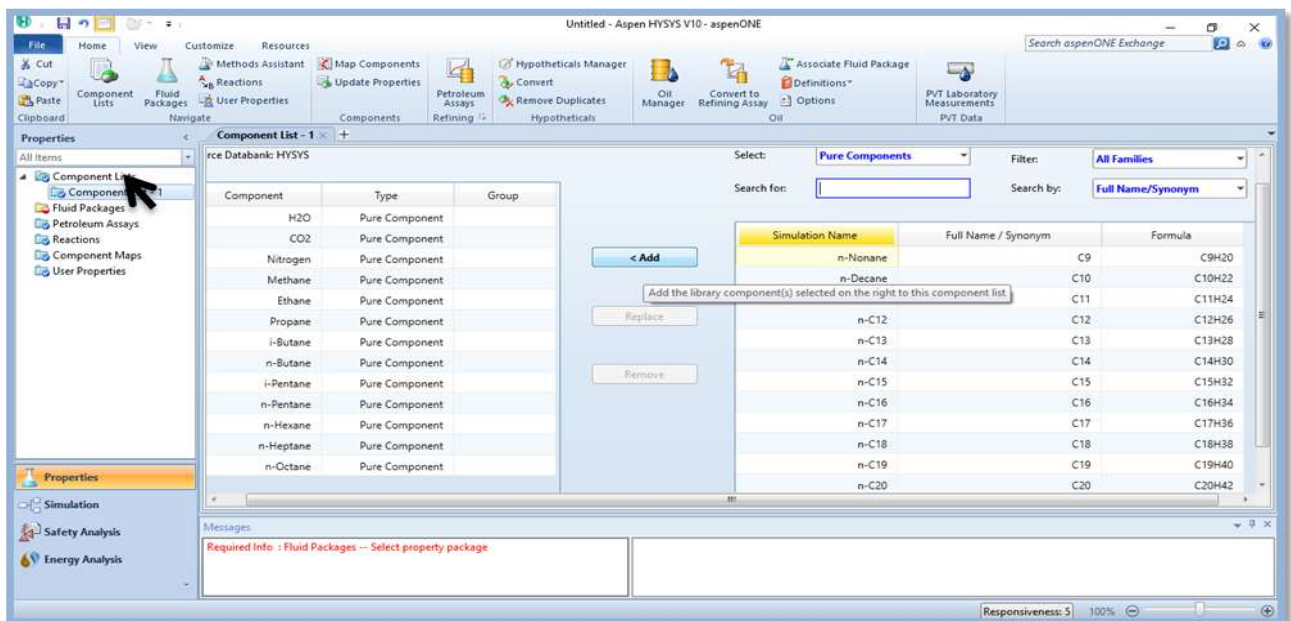 Untitled - Aspen HYSYS V10 - aspenONE
File Home View Customize Resources Search aspenONE Exchange
Cut
Copy
Paste
Clipboard
Component Lists
Fluid Packages
Methods Assistant
Reactions
User Properties
Navigate
Map Components
Update Properties
Components
Petroleum Assays
Refining
Hypotheticals Manager
Convert
Remove Duplicates
Hypotheticals
Oil Manager
Convert to Refining Assay
Associate Fluid Package
Definitions
Options
Oil
PVT Laboratory Measurements
PVT Data
Properties <
All Items
Component Lists
Component List - 1
Fluid Packages
Petroleum Assays
Reactions
Component Maps
User Properties
Properties
Simulation
Safety Analysis
Energy Analysis
Component List - 1 +
rce Databank: HYSYS
Component Type Group
H2O Pure Component
CO2 Pure Component
Nitrogen Pure Component
Methane Pure Component
Ethane Pure Component
Propane Pure Component
i-Butane Pure Component
n-Butane Pure Component
i-Pentane Pure Component
n-Pentane Pure Component
n-Hexane Pure Component
n-Heptane Pure Component
n-Octane Pure Component
< Add
Add the library component(s) selected on the right to this component list
Replace
Remove
Select: Pure Components Filter: All Families
Search for: Search by: Full Name/Synonym
Simulation Name Full Name / Synonym Formula
n-Nonane C9 C9H20
n-Decane C10 C10H22
C11 C11H24
n-C12 C12 C12H26
n-C13 C13 C13H28
n-C14 C14 C14H30
n-C15 C15 C15H32
n-C16 C16 C16H34
n-C17 C17 C17H36
n-C18 C18 C18H38
n-C19 C19 C19H40
n-C20 C20 C20H42
Messages
Required Info : Fluid Packages -- Select property package
Responsiveness: 5 100%